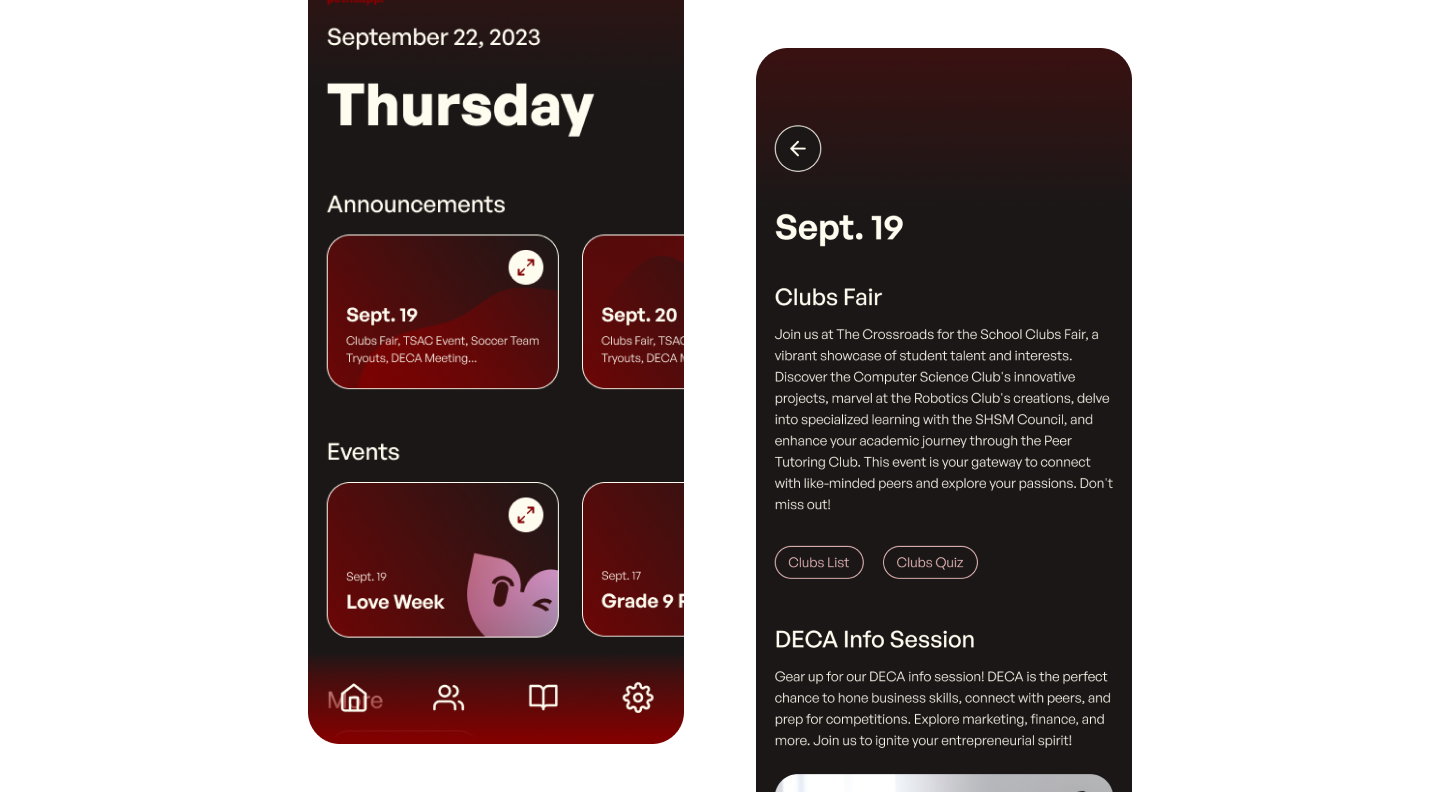 September 22, 2023
Thursday
Announcements
Sept. 19
Clubs Fair, TSAC Event, Soccer Team
Tryouts, DECA Meeting...
Sept. 20
Clubs Fair, TSAC
Tryouts, DECA M
Events
Sept. 19
Love Week
Sept. 17
Grade 9 P
More
Sept. 19
Clubs Fair
Join us at The Crossroads for the School Clubs Fair, a
vibrant showcase of student talent and interests.
Discover the Computer Science Club's innovative
projects, marvel at the Robotics Club's creations, delve
into specialized learning with the SHSM Council, and
enhance your academic journey through the Peer
Tutoring Club. This event is your gateway to connect
with like-minded peers and explore your passions. Don't
miss out!
Clubs List
Clubs Quiz
DECA Info Session
Gear up for our DECA info session! DECA is the perfect
chance to hone business skills, connect with peers, and
prep for competitions. Explore marketing, finance, and
more. Join us to ignite your entrepreneurial spirit!